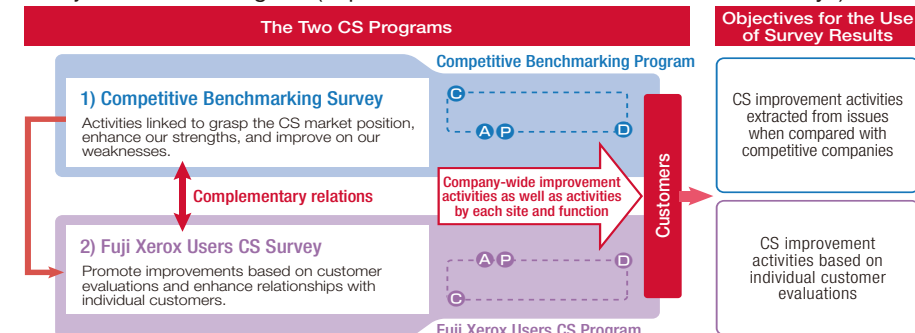 The Two CS Programs
Objectives for the Use
of Survey Results
Competitive Benchmarking Program
1) Competitive Benchmarking Survey
Activities linked to grasp the CS market position,
enhance our strengths, and improve on our
weaknesses.
C
A P D
CS improvement activities
extracted from issues
when compared with
competitive companies
Complementary relations
Company-wide improvement
activities as well as activities
by each site and function
Customers
2) Fuji Xerox Users CS Survey
Promote improvements based on customer
evaluations and enhance relationships with
individual customers.
A P D
C
CS improvement
activities based on
individual customer
evaluations
Fuji Xerox Users CS Program